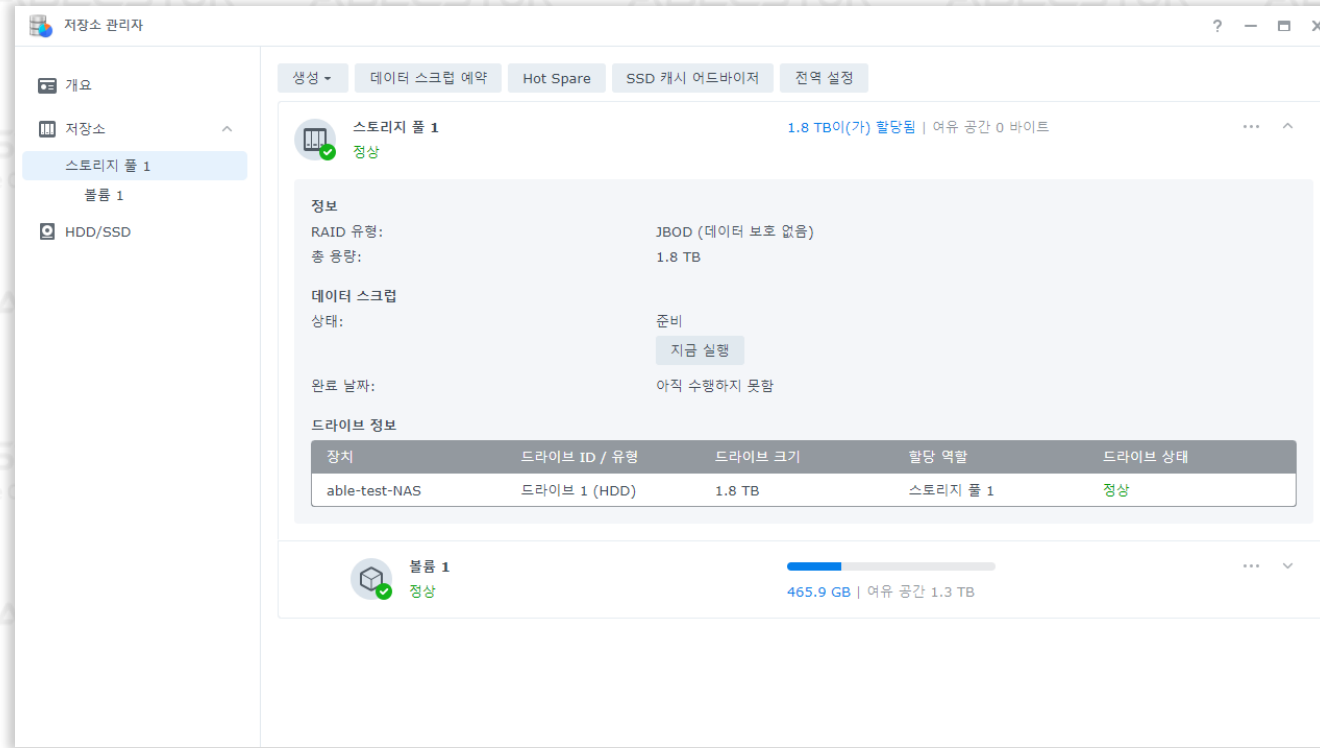 저장소 관리자
개요
저장소
스토리지 풀 1
볼륨 1
HDD/SSD
생성 데이터 스크럽 예약 Hot Spare SSD 캐시 어드바이저 전역 설정
스토리지 풀 1 1.8 TB이(가) 할당됨 | 여유 공간 0 바이트
정상
정보
RAID 유형: JBOD (데이터 보호 없음)
총 용량: 1.8 TB
데이터 스크럽
상태: 준비
지금 실행
완료 날짜: 아직 수행하지 못함
드라이브 정보
장치 드라이브 ID / 유형 드라이브 크기 할당 역할 드라이브 상태
able-test-NAS 드라이브 1 (HDD) 1.8 TB 스토리지 풀 1 정상
볼륨 1
정상 465.9 GB | 여유 공간 1.3 TB